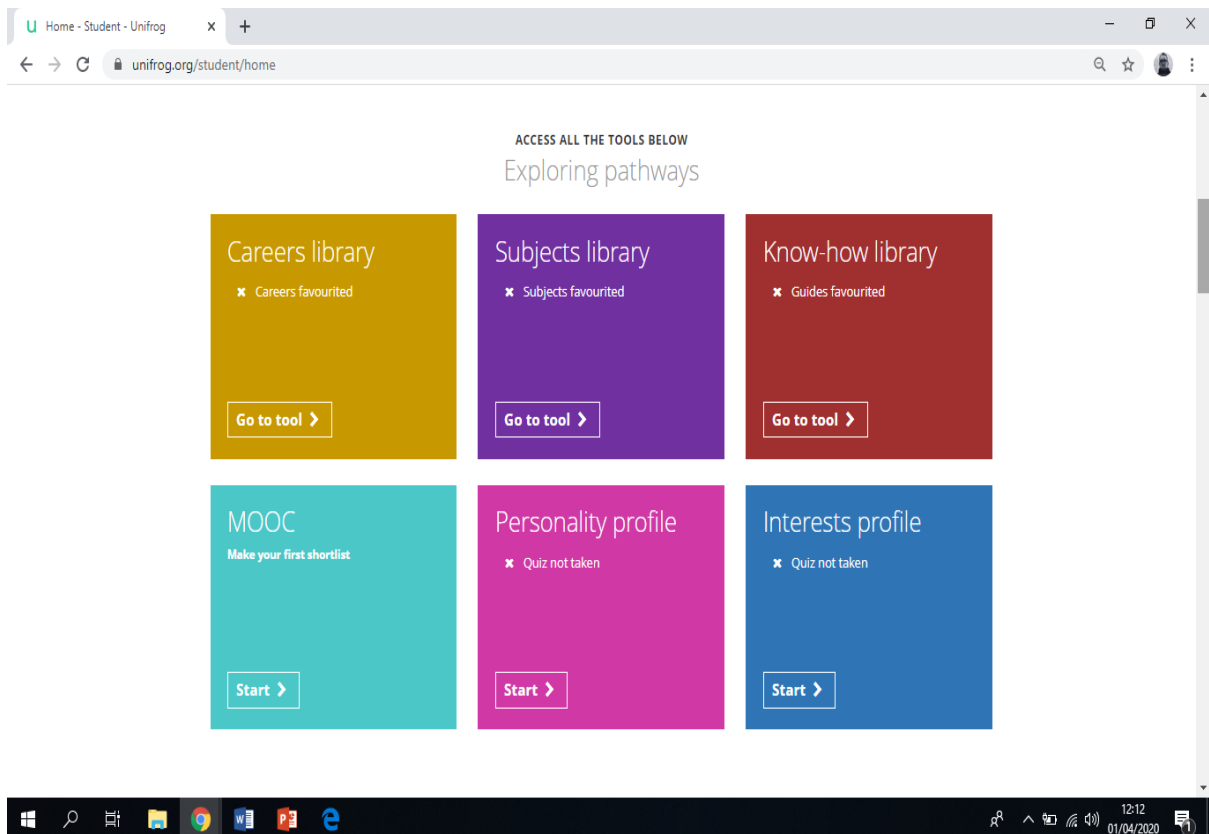 Home - Student - Unifrog
unifrog.org/student/home
ACCESS ALL THE TOOLS BELOW
Exploring pathways
Careers library
Careers favourited
Go to tool
Subjects library
Subjects favourited
Go to tool
Know-how library
Guides favourited
Go to tool
MOOC
Make your first shortlist
Start
Personality profile
Quiz not taken
Start
Interests profile
Quiz not taken
Start
12:12
01/04/2020